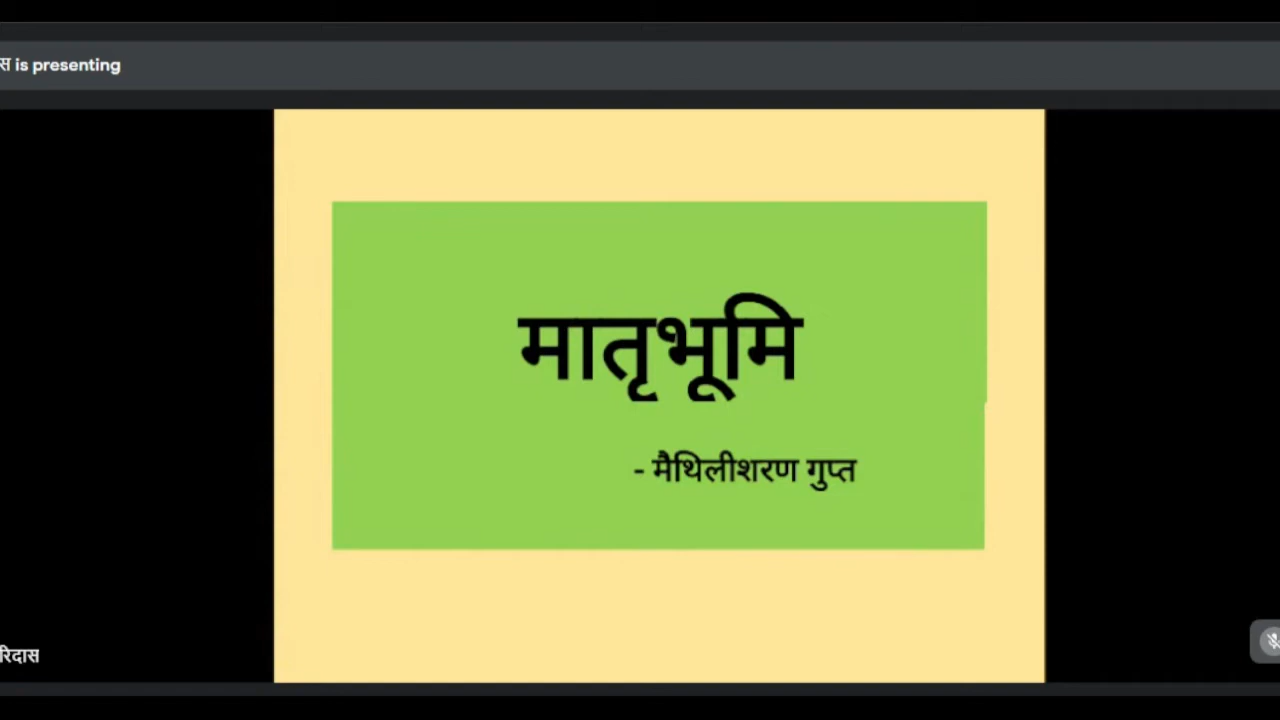 is presenting
मातृभूमि
- मैथिलीशरण गुप्त
रिदास